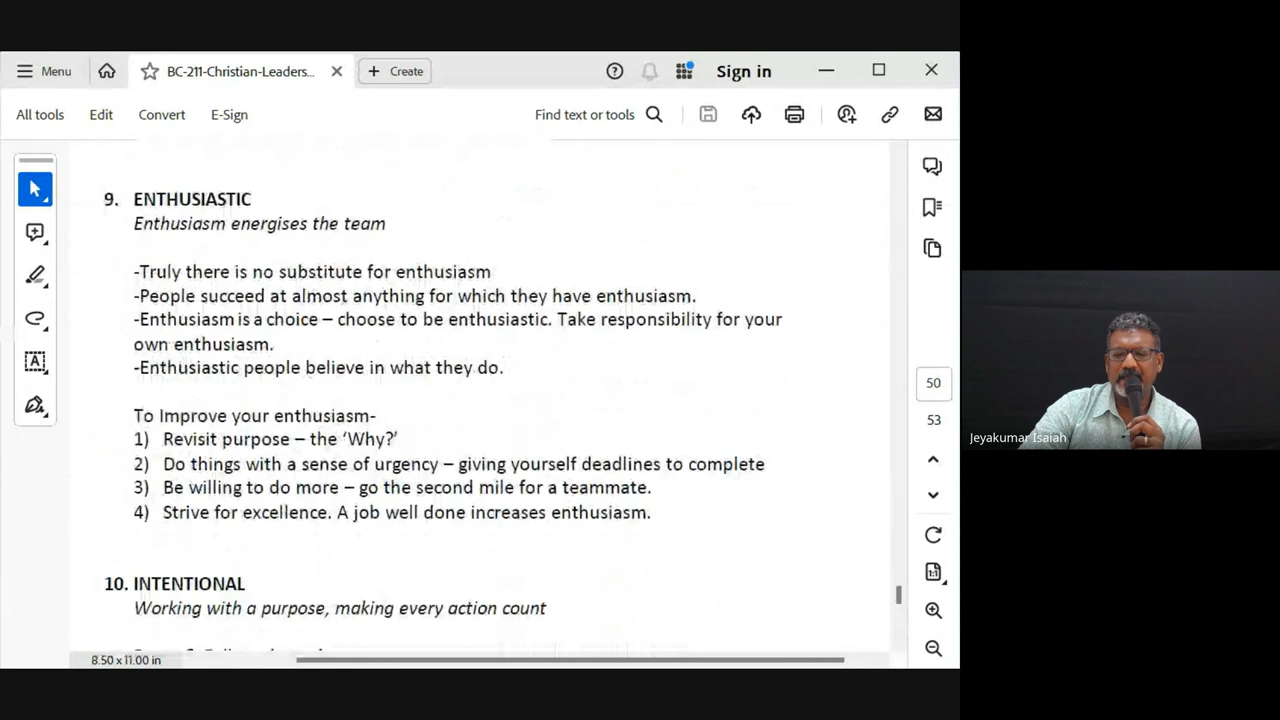 Menu
BC-211-Christian-Leaders...
Create
Sign in
All tools
Edit
Convert
E-Sign
Find text or tools
9. ENTHUSIASTIC
Enthusiasm energises the team
-Truly there is no substitute for enthusiasm
-People succeed at almost anything for which they have enthusiasm.
-Enthusiasm is a choice – choose to be enthusiastic. Take responsibility for your
own enthusiasm.
-Enthusiastic people believe in what they do.
To Improve your enthusiasm-
1) Revisit purpose – the ‘Why?’
2) Do things with a sense of urgency – giving yourself deadlines to complete
3) Be willing to do more – go the second mile for a teammate.
4) Strive for excellence. A job well done increases enthusiasm.
10. INTENTIONAL
Working with a purpose, making every action count
8.50 x 11.00 in
50
53
1:1
Jeyakumar Isaiah